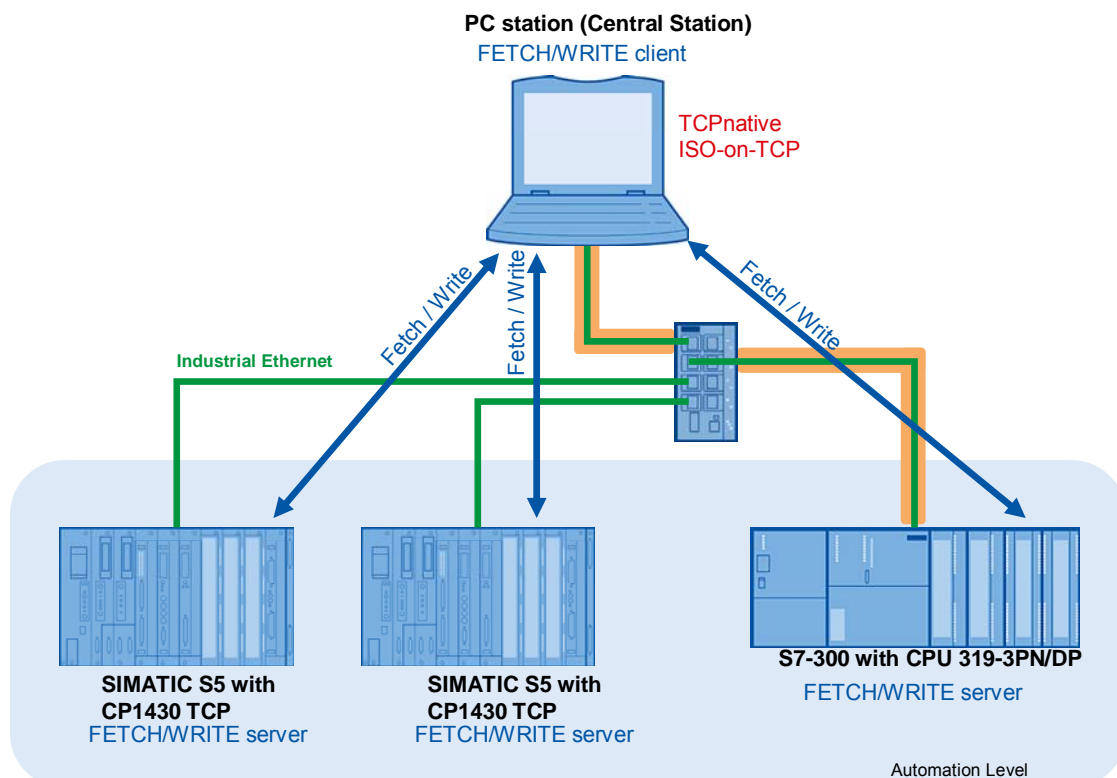 PC station (Central Station)
FETCH/WRITE client
TCPnative
ISO-on-TCP
Fetch / Write
Fetch / Write
Fetch / Write
Industrial Ethernet
SIMATIC S5 with
CP1430 TCP
FETCH/WRITE server
SIMATIC S5 with
CP1430 TCP
FETCH/WRITE server
S7-300 with CPU 319-3PN/DP
FETCH/WRITE server
Automation Level